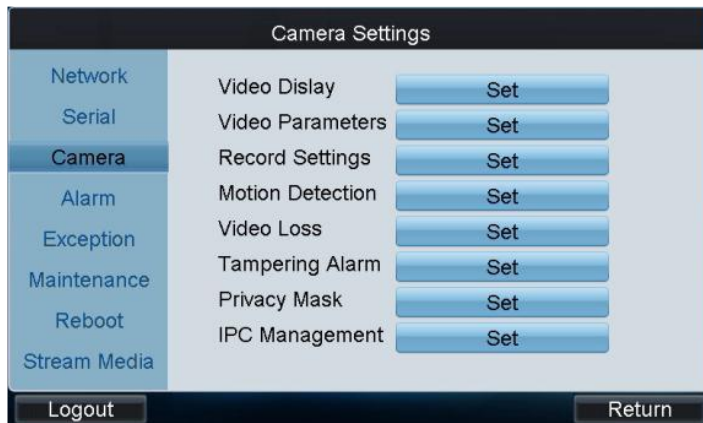 Camera Settings
Network
Serial
Camera
Alarm
Exception
Maintenance
Reboot
Stream Media
Video Dislay Set
Video Parameters Set
Record Settings Set
Motion Detection Set
Video Loss Set
Tampering Alarm Set
Privacy Mask Set
IPC Management Set
Logout Return